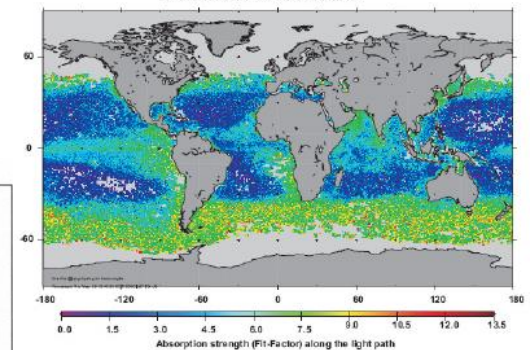 60
0
-60
-180 -120 -60 0 60 120 180
0.0 1.5 3.0 4.5 6.0 7.5 9.0 10.5 12.0 13.5
Absorption strength (Fit-Factor) along the light path